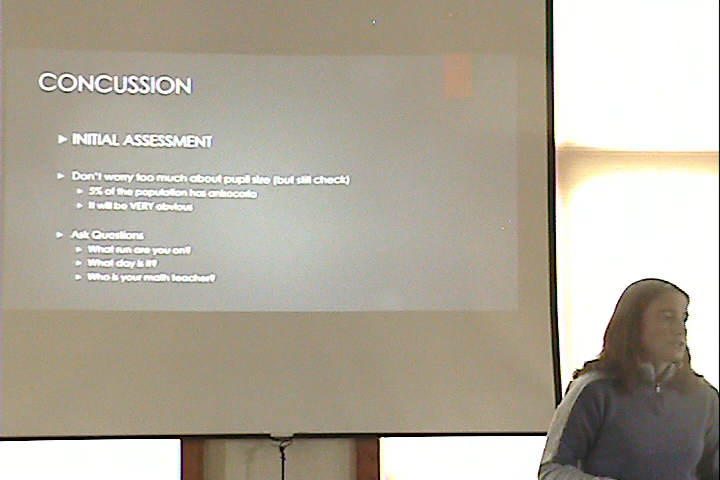 CONCUSSION
INITIAL ASSESSMENT
Don't worry too much about pupil size (but still check)
5% of the population has anisocoria
It will be VERY obvious
Ask Questions
What run are you on?
What day is it?
Who is your math teacher?